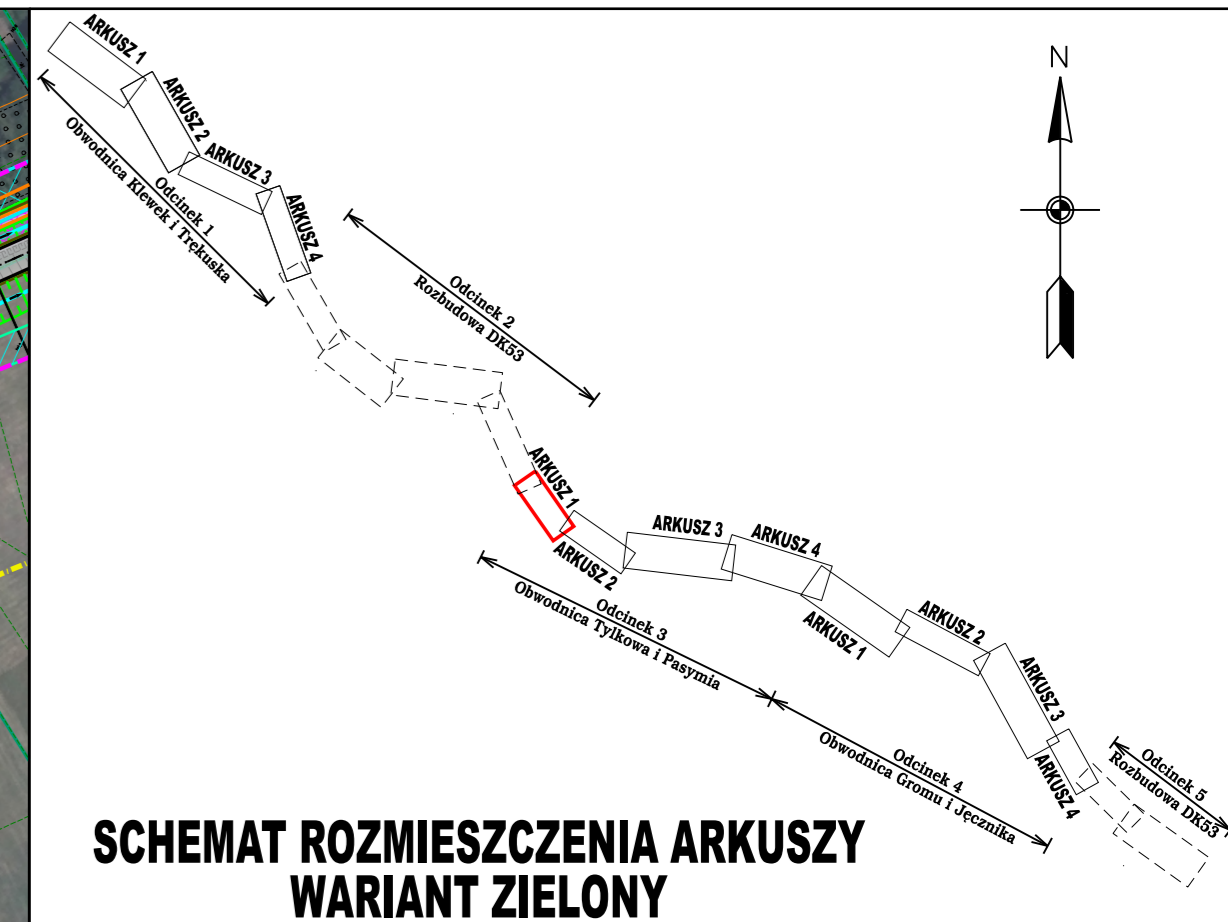 ARKUSZ 1
ARKUSZ 2
ARKUSZ 3
ARKUSZ 4
Odcinek 1
Obwodnica Klewek i Trękuska
Odcinek 2
Rozbudowa DK53
N
ARKUSZ 1
ARKUSZ 2
ARKUSZ 3
ARKUSZ 4
Odcinek 3
Obwodnica Tylkowa i Pasymia
ARKUSZ 1
ARKUSZ 2
ARKUSZ 3
ARKUSZ 4
Odcinek 4
Obwodnica Gromu i Jęcznika
Odcinek 5
Rozbudowa DK53
SCHEMAT ROZMIESZCZENIA ARKUSZY
WARIANT ZIELONY